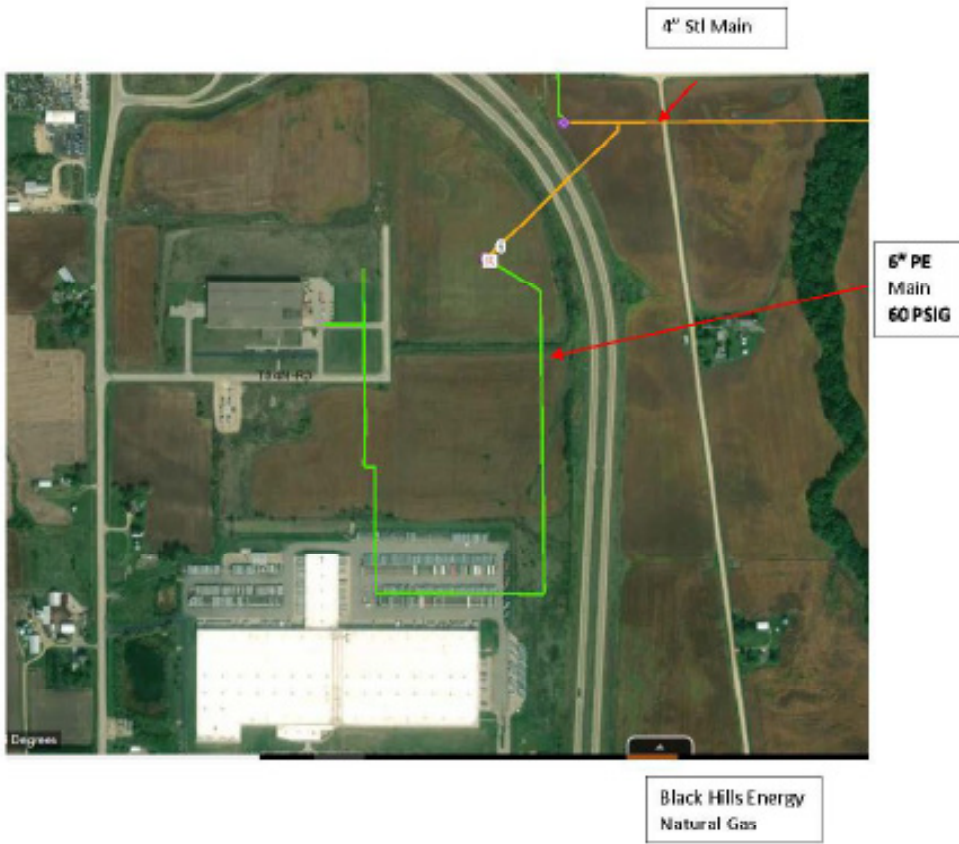 4" Stl Main
6" PE
Main
60 PSIG
Degrees
Black Hills Energy
Natural Gas